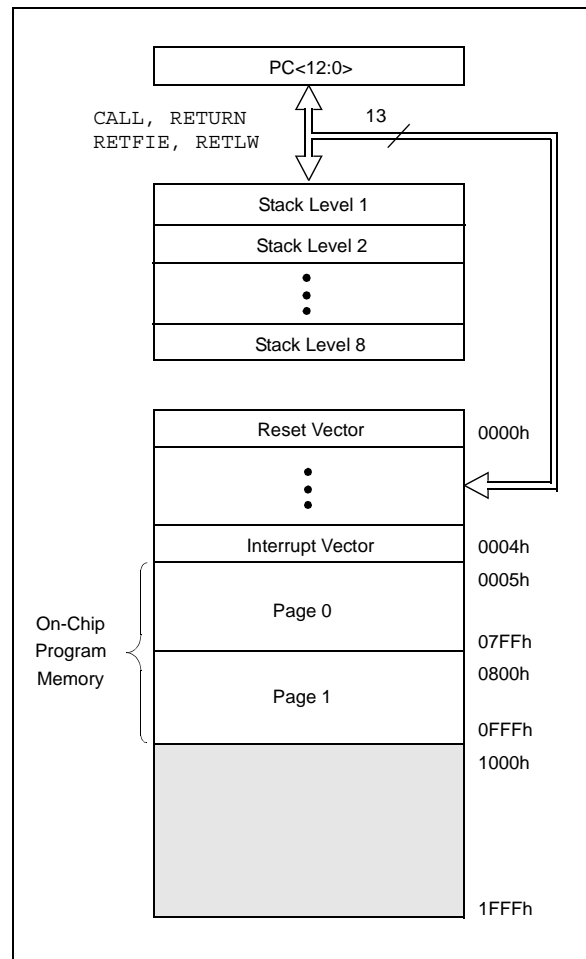 PC<12:0>
CALL, RETURN
RETFIE, RETLW
13
Stack Level 1
Stack Level 2
Stack Level 8
Reset Vector
0000h
Interrupt Vector
0004h
0005h
On-Chip
Program
Memory
Page 0
07FFh
0800h
Page 1
0FFFh
1000h
1FFFh